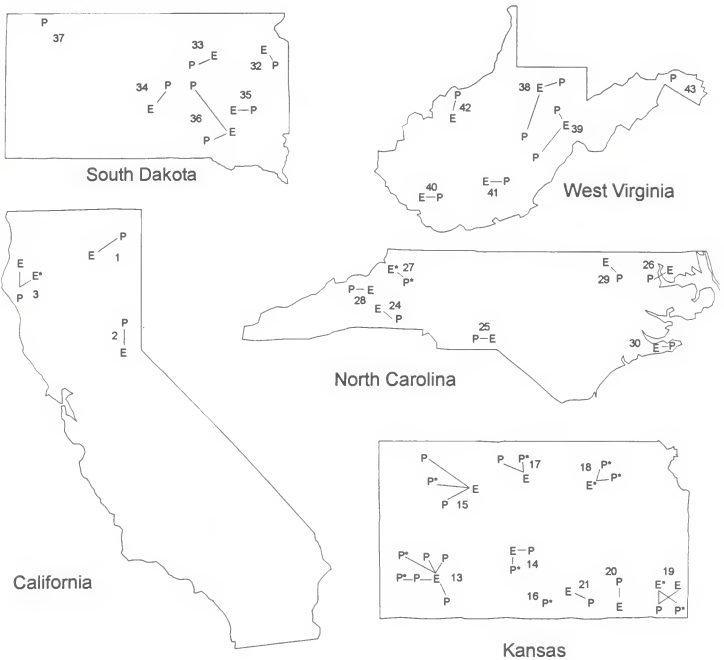 P
37
33
E
P
E
32
P
34
P
E
P
35
E
P
36
E
P
South Dakota
P
42
E
38
E
P
P
P
E
39
P
P
43
40
E
P
E
P
41
West Virginia
E
E*
P
3
P
E
1
P
2
E
California
E*
27
P*
P
E
28
24
E
P
25
P
E
E
29
P
26
E
P
30
E
P
North Carolina
P
P*
E
P
15
P
P*
17
E
18
P*
E*
P*
P*
P
P
P*
P
E
13
P
E
P
P*
14
16
P*
21
E
P
20
P
E
19
E*
E
P
P*
Kansas